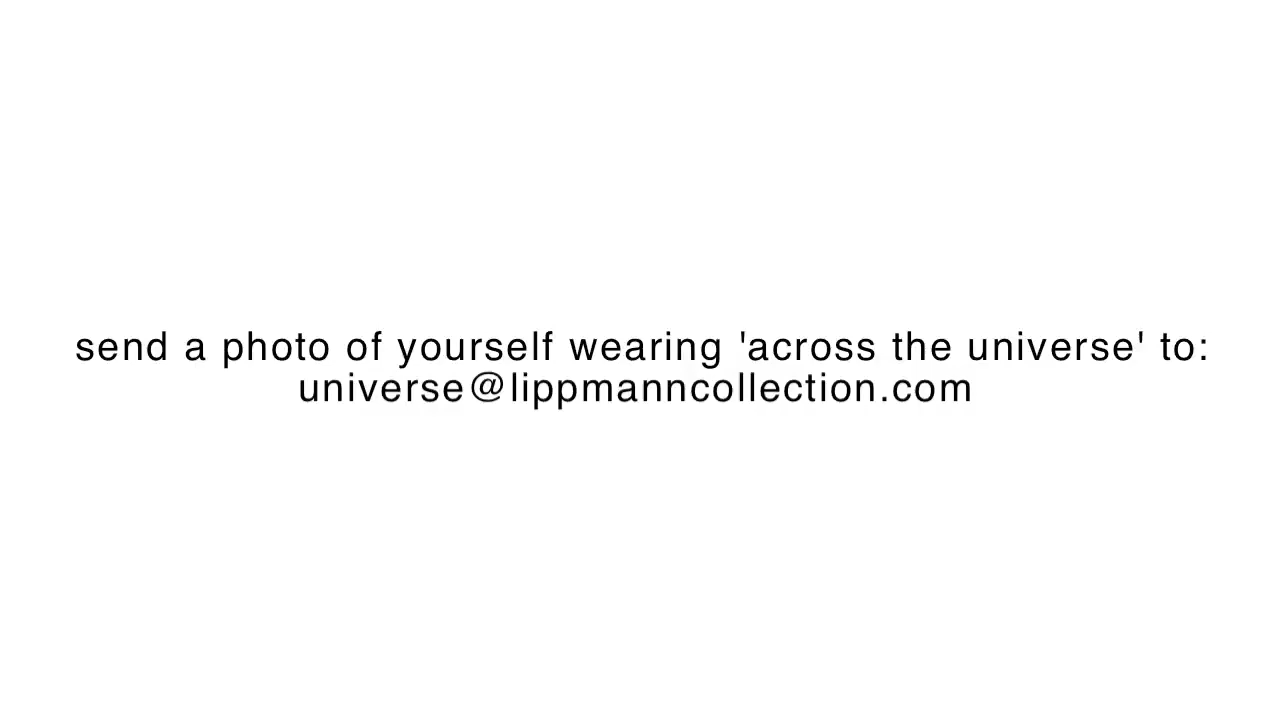 send a photo of yourself wearing 'across the universe' to:
universe@lippmanncollection.com